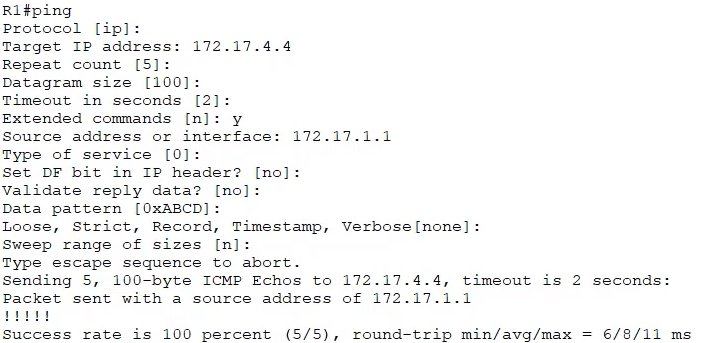 R1#ping
Protocol [ip]:
Target IP address: 172.17.4.4
Repeat count [5]:
Datagram size [100]:
Timeout in seconds [2]:
Extended commands [n]: y
Source address or interface: 172.17.1.1
Type of service [0]:
Set DF bit in IP header? [no]:
Validate reply data? [no]:
Data pattern [0xABCD]:
Loose, Strict, Record, Timestamp, Verbose[none]:
Sweep range of sizes [n]:
Type escape sequence to abort.
Sending 5, 100-byte ICMP Echos to 172.17.4.4, timeout is 2 seconds:
Packet sent with a source address of 172.17.1.1
!!!!!
Success rate is 100 percent (5/5), round-trip min/avg/max = 6/8/11 ms